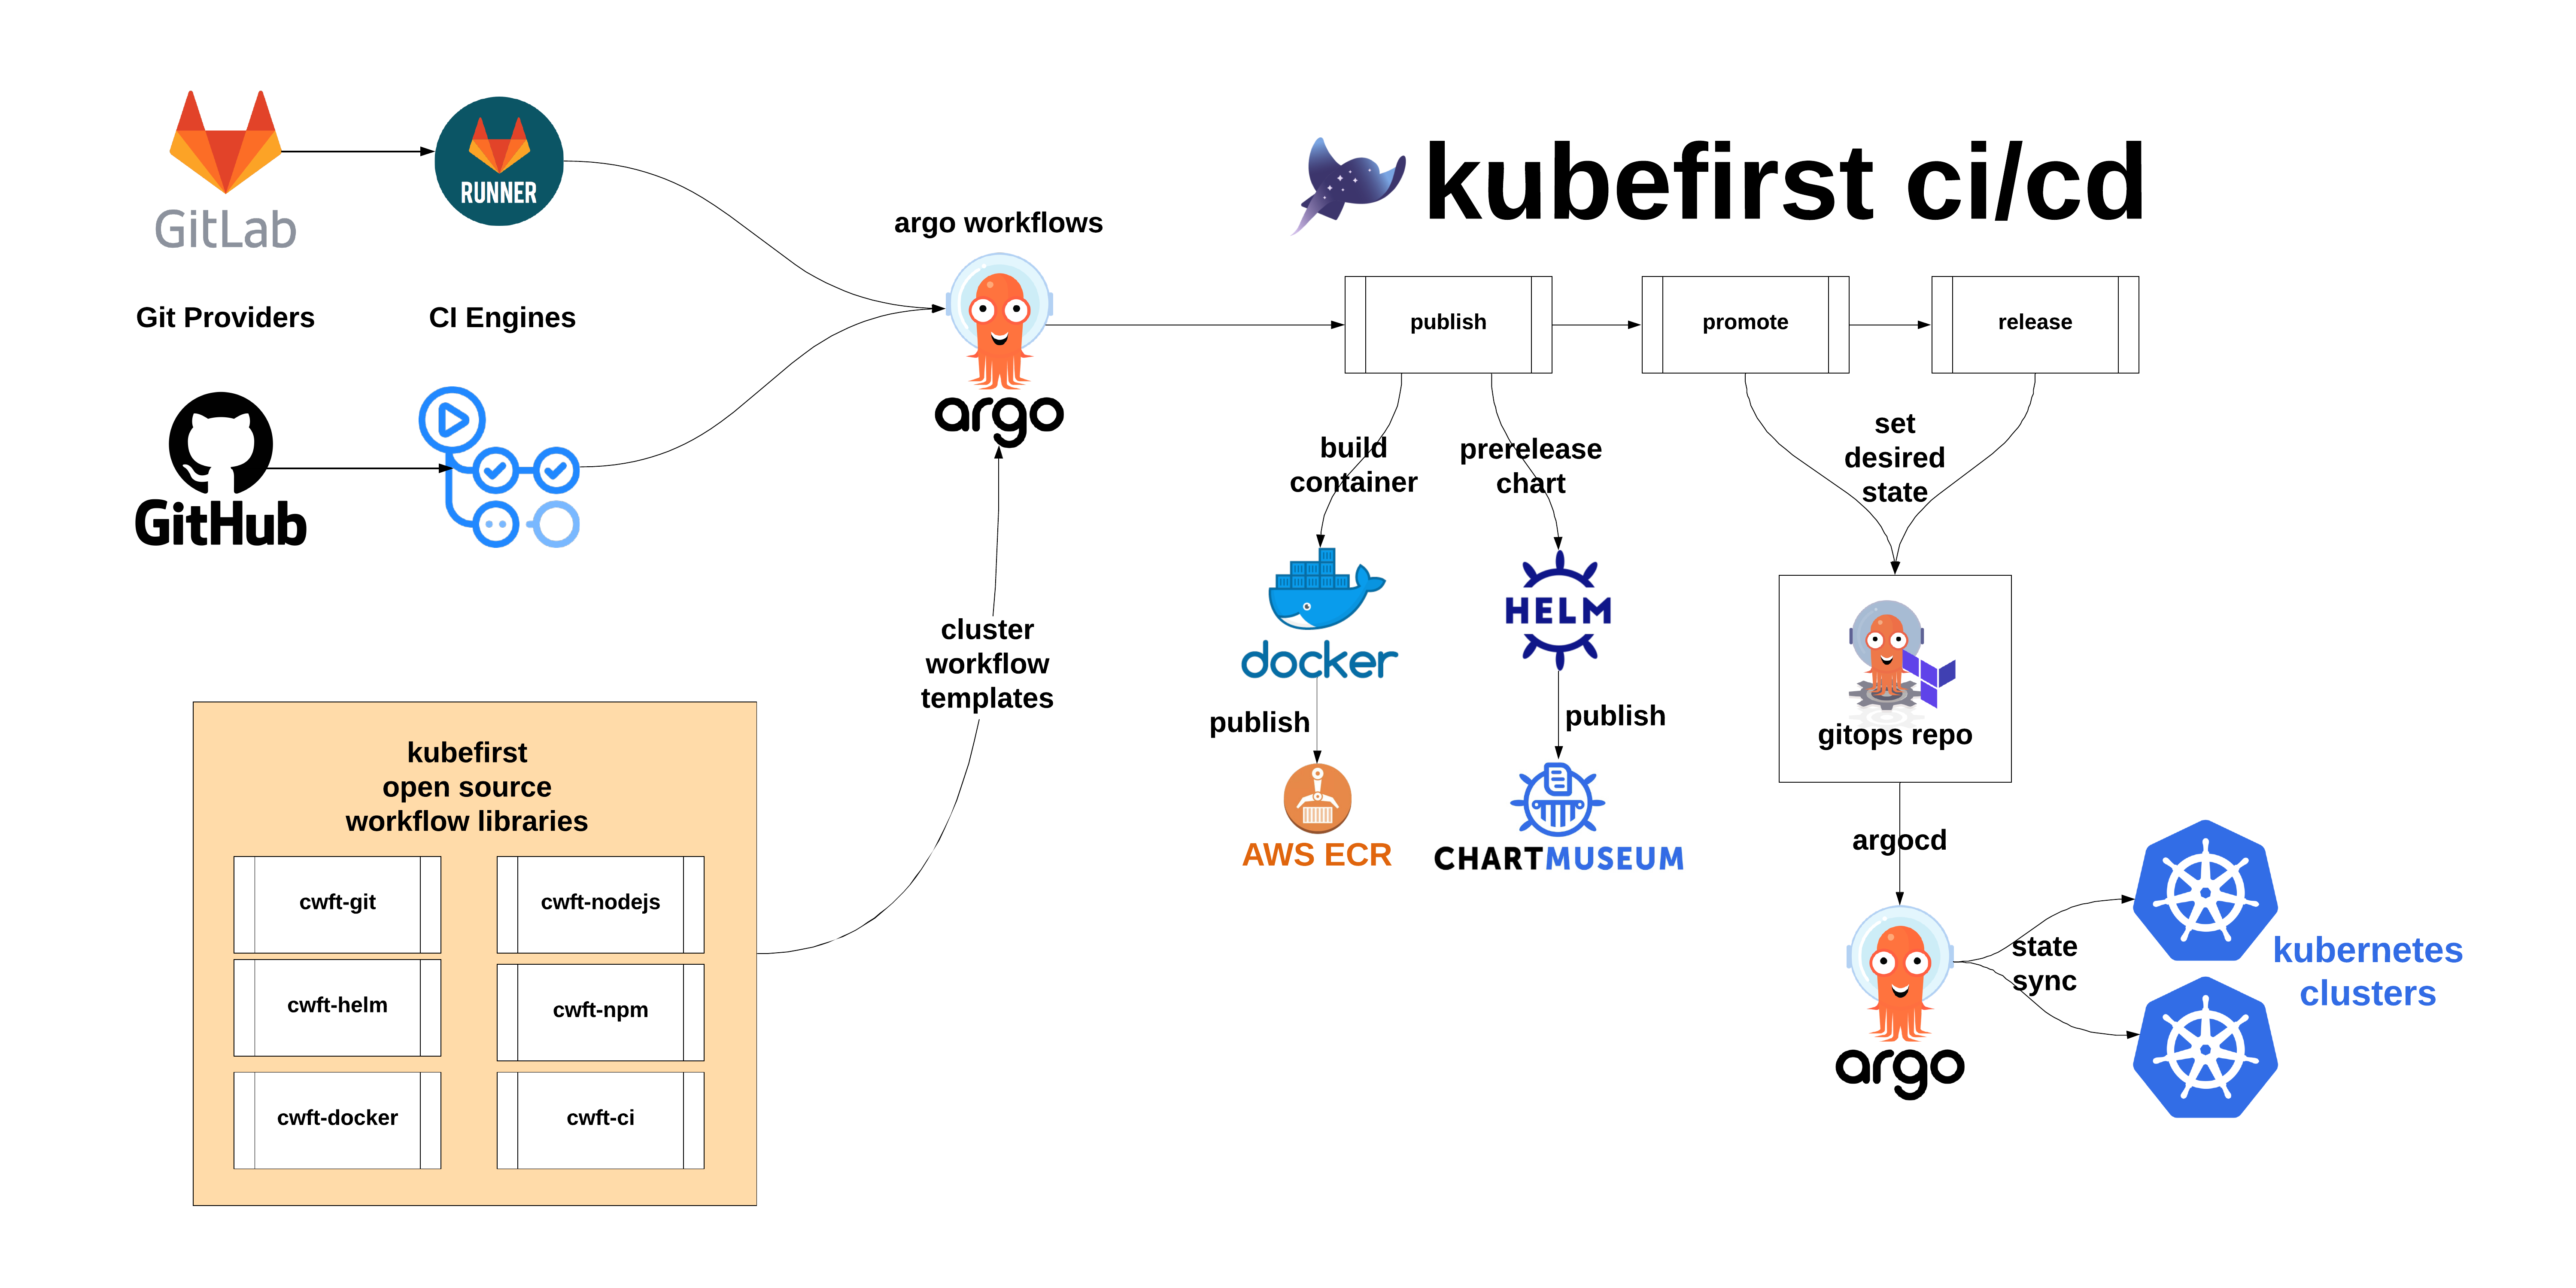 GitLab
RUNNER
Git Providers
CI Engines
GitHub
argo workflows
argo
cluster
workflow
templates
kubefirst
open source
workflow libraries
cwft-git
cwft-nodejs
cwft-helm
cwft-npm
cwft-docker
cwft-ci
kubefirst ci/cd
publish
promote
release
build
container
prerelease
chart
set
desired
state
docker
HELM
publish
publish
AWS ECR
CHARTMUSEUM
gitops repo
argocd
argo
state
sync
kubernetes
clusters